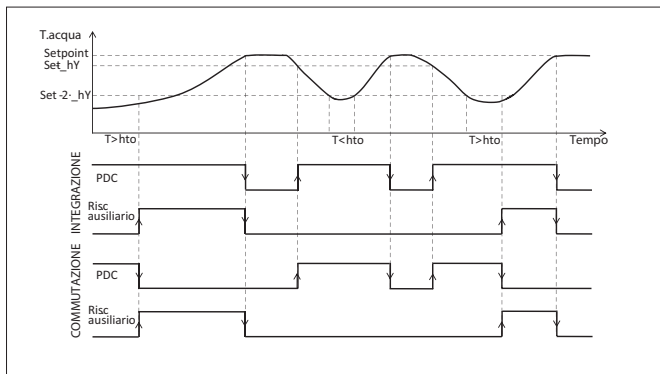 T.acqua
Setpoint
Set_hY
Set -2·_hY
T>hto
T<hto
T>hto
Tempo
INTEGRAZIONE
PDC
Risc
ausiliario
COMMUTAZIONE
PDC
Risc
ausiliario